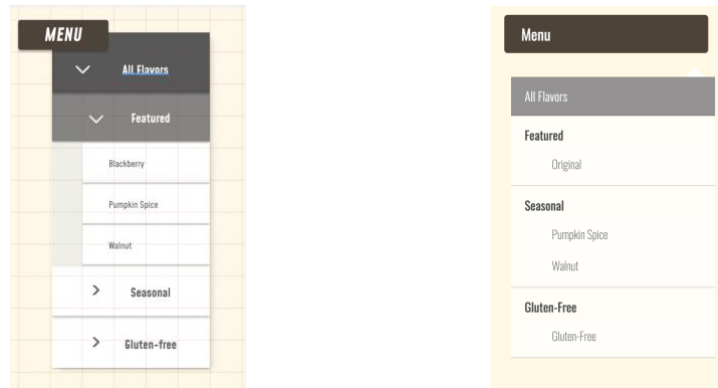 MENU
All Flavors
Featured
Blackberry
Pumpkin Spice
Walnut
Seasonal
Gluten-free
Menu
All Flavors
Featured
Original
Seasonal
Pumpkin Spice
Walnut
Gluten-Free
Gluten-Free